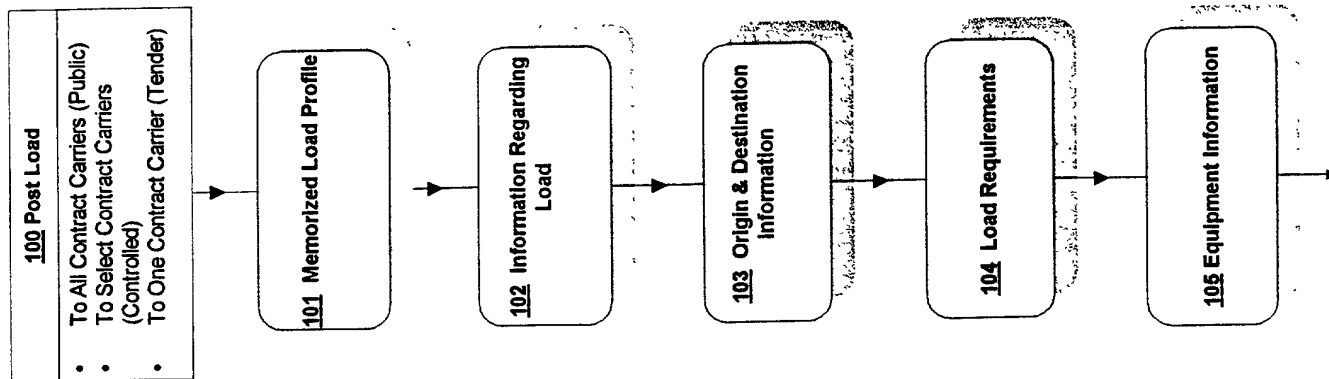 100 Post Load
• To All Contract Carriers (Public)
• To Select Contract Carriers
(Controlled)
• To One Contract Carrier (Tender)
101 Memorized Load Profile
102 Information Regarding
Load
103 Origin & Destination
Information
104 Load Requirements
105 Equipment Information